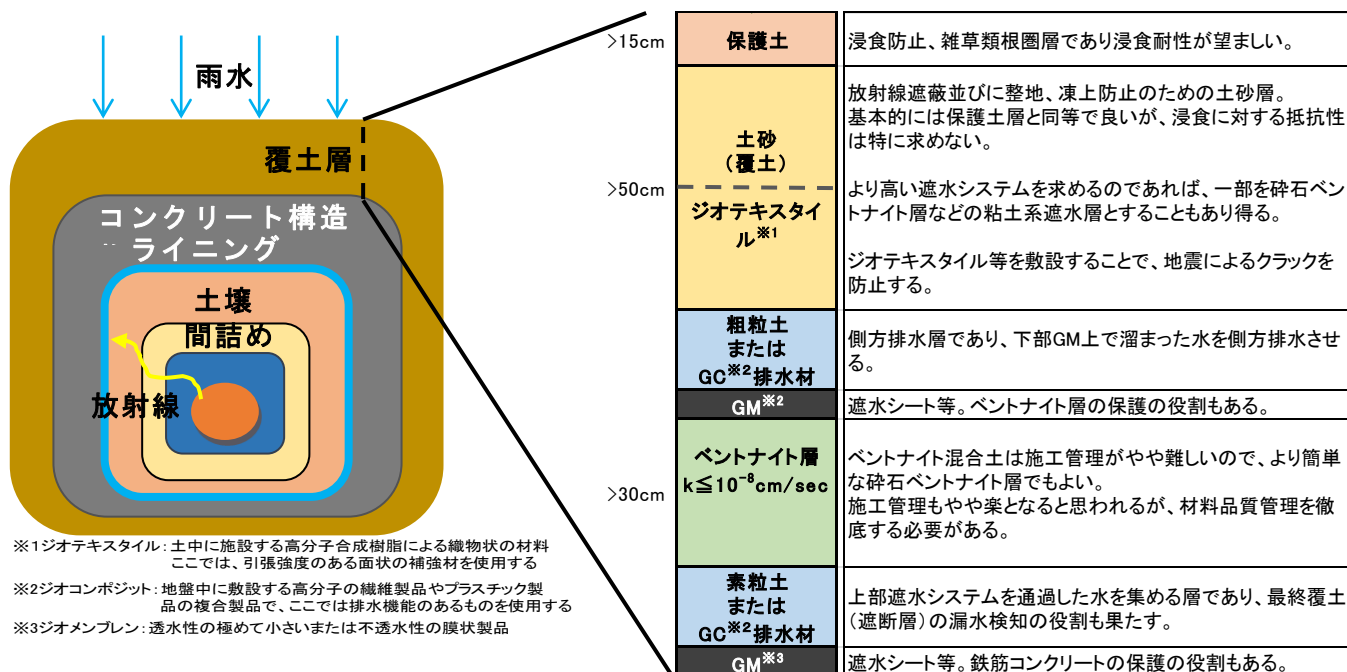 雨水
覆土層
コンクリート構造
ライニング
土壌
間詰め
放射線
※1ジオテキスタイル：土中に施設する高分子合成樹脂による織物状の材料
ここでは、引張強度のある面状の補強材を使用する
※2ジオコンポジット：地盤中に敷設する高分子の繊維製品やプラスチック製
品の複合製品で、ここでは排水機能のあるものを使用する
※3ジオメンブレン：透水性の極めて小さいまたは不透水性の膜状製品
>15cm
保護土
浸食防止、雑草類根圏層であり浸食耐性が望ましい。
>50cm
土砂
（覆土）
ジオテキスタイ
ル※1
放射線遮蔽並びに整地、凍上防止のための土砂層。
基本的には保護土層と同等で良いが、浸食に対する抵抗性
は特に求めない。
より高い遮水システムを求めるのであれば、一部を砕石ベン
トナイト層などの粘土系遮水層とすることもあり得る。
ジオテキスタイル等を敷設することで、地震によるクラックを
防止する。
粗粒土
または
GC※2排水材
側方排水層であり、下部GM上で溜まった水を側方排水させ
る。
GM※2
遮水シート等。ベントナイト層の保護の役割もある。
>30cm
ベントナイト層
k≦10⁻⁸cm/sec
ベントナイト混合土は施工管理がやや難しいので、より簡単
な砕石ベントナイト層でもよい。
施工管理もやや楽となると思われるが、材料品質管理を徹
底する必要がある。
素粒土
または
GC※2排水材
上部遮水システムを通過した水を集める層であり、最終覆土
（遮断層）の漏水検知の役割も果たす。
GM※3
遮水シート等。鉄筋コンクリートの保護の役割もある。